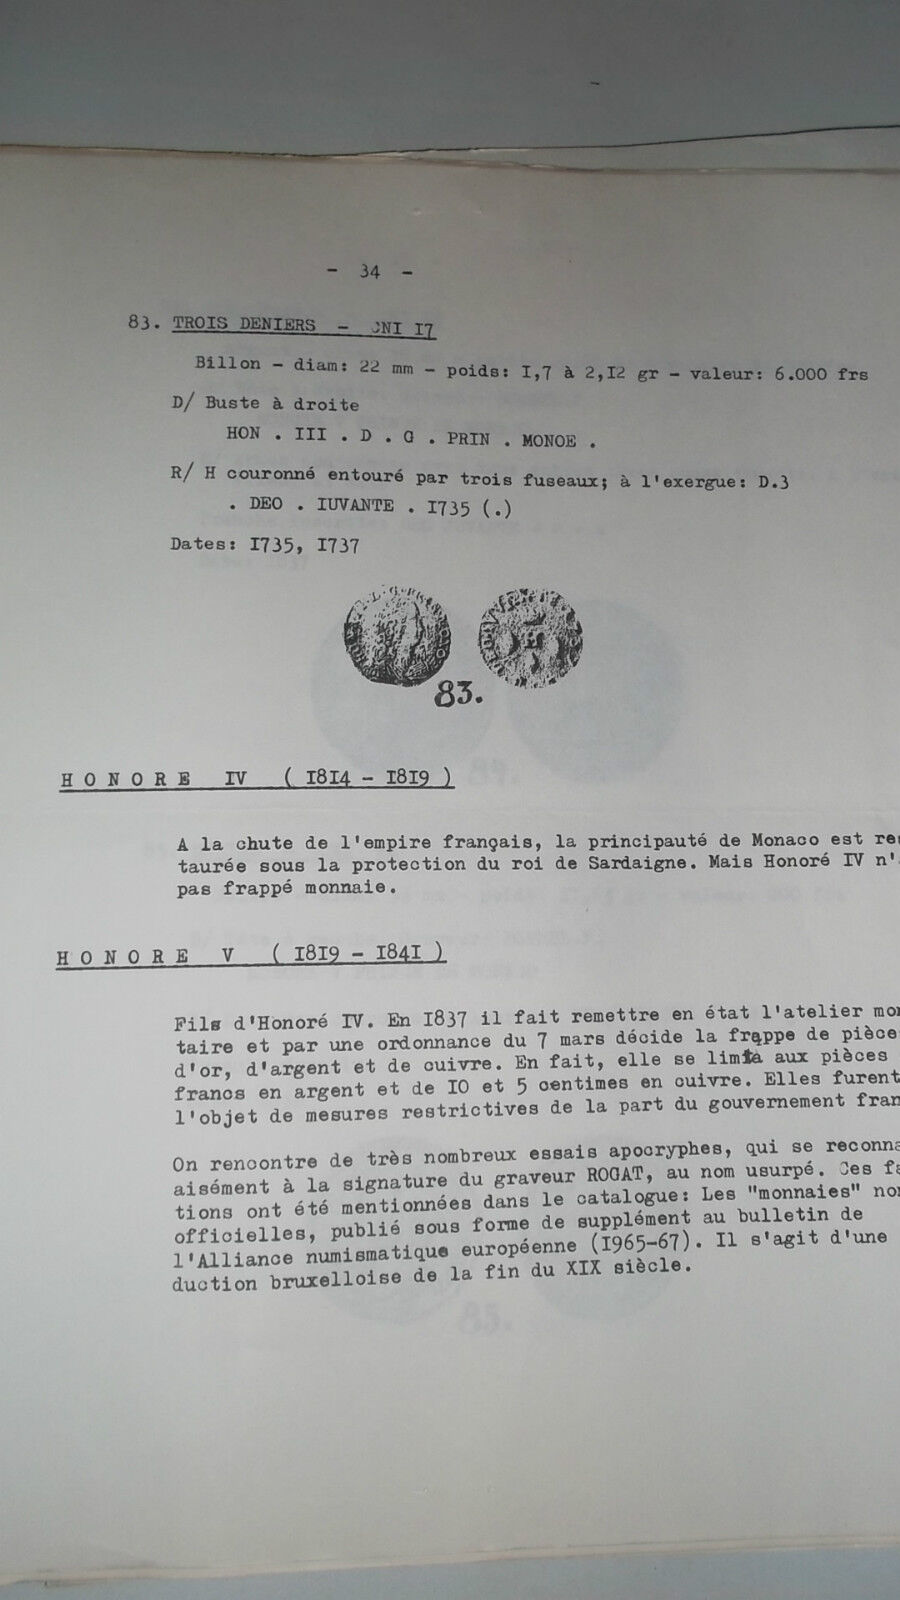 - 34 -
83. TROIS DENIERS - CNI I7
Billon - diam: 22 mm - poids: I,7 à 2,I2 gr - valeur: 6.000 frs
D/ Buste à droite
HON . III . D . G . PRIN . MONOE .
R/ H couronné entouré par trois fuseaux; à l'exergue: D.3
. DEO . IUVANTE . I735 (.)
Dates: I735, I737
83.
HONORE IV ( I8I4 - I8I9 )
A la chute de l'empire français, la principauté de Monaco est res
taurée sous la protection du roi de Sardaigne. Mais Honoré IV n'
pas frappé monnaie.
HONORE V ( I8I9 - I84I )
Fils d'Honoré IV. En I837 il fait remettre en état l'atelier mon
taire et par une ordonnance du 7 mars décide la frappe de pièce
d'or, d'argent et de cuivre. En fait, elle se limita aux pièces
francs en argent et de IO et 5 centimes en cuivre. Elles furent
l'objet de mesures restrictives de la part du gouvernement fran
On rencontre de très nombreux essais apocryphes, qui se reconna
aisément à la signature du graveur ROGAT, au nom usurpé. Ces fa
tions ont été mentionnées dans le catalogue: Les "monnaies" non
officielles, publié sous forme de supplément au bulletin de
l'Alliance numismatique européenne (I965-67). Il s'agit d'une
duction bruxelloise de la fin du XIX siècle.